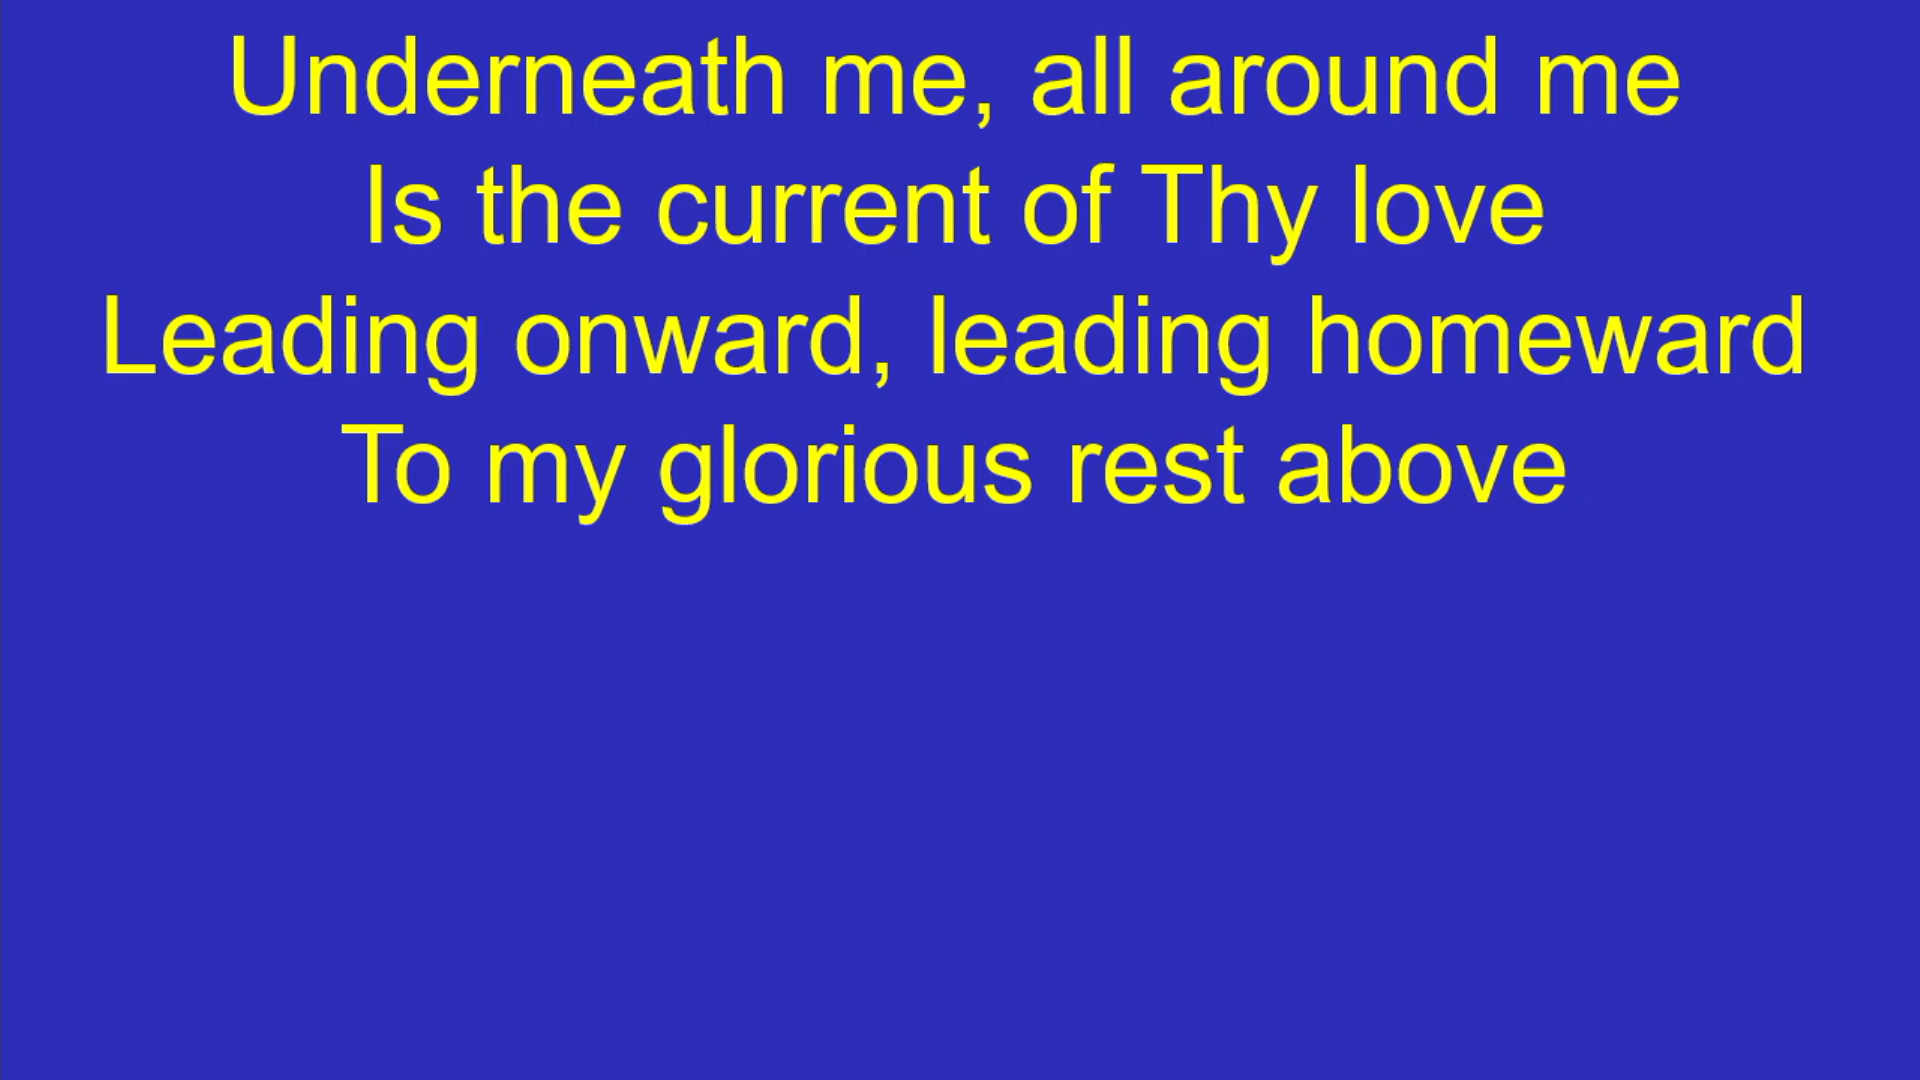 Underneath me, all around me
Is the current of Thy love
Leading onward, leading homeward
To my glorious rest above